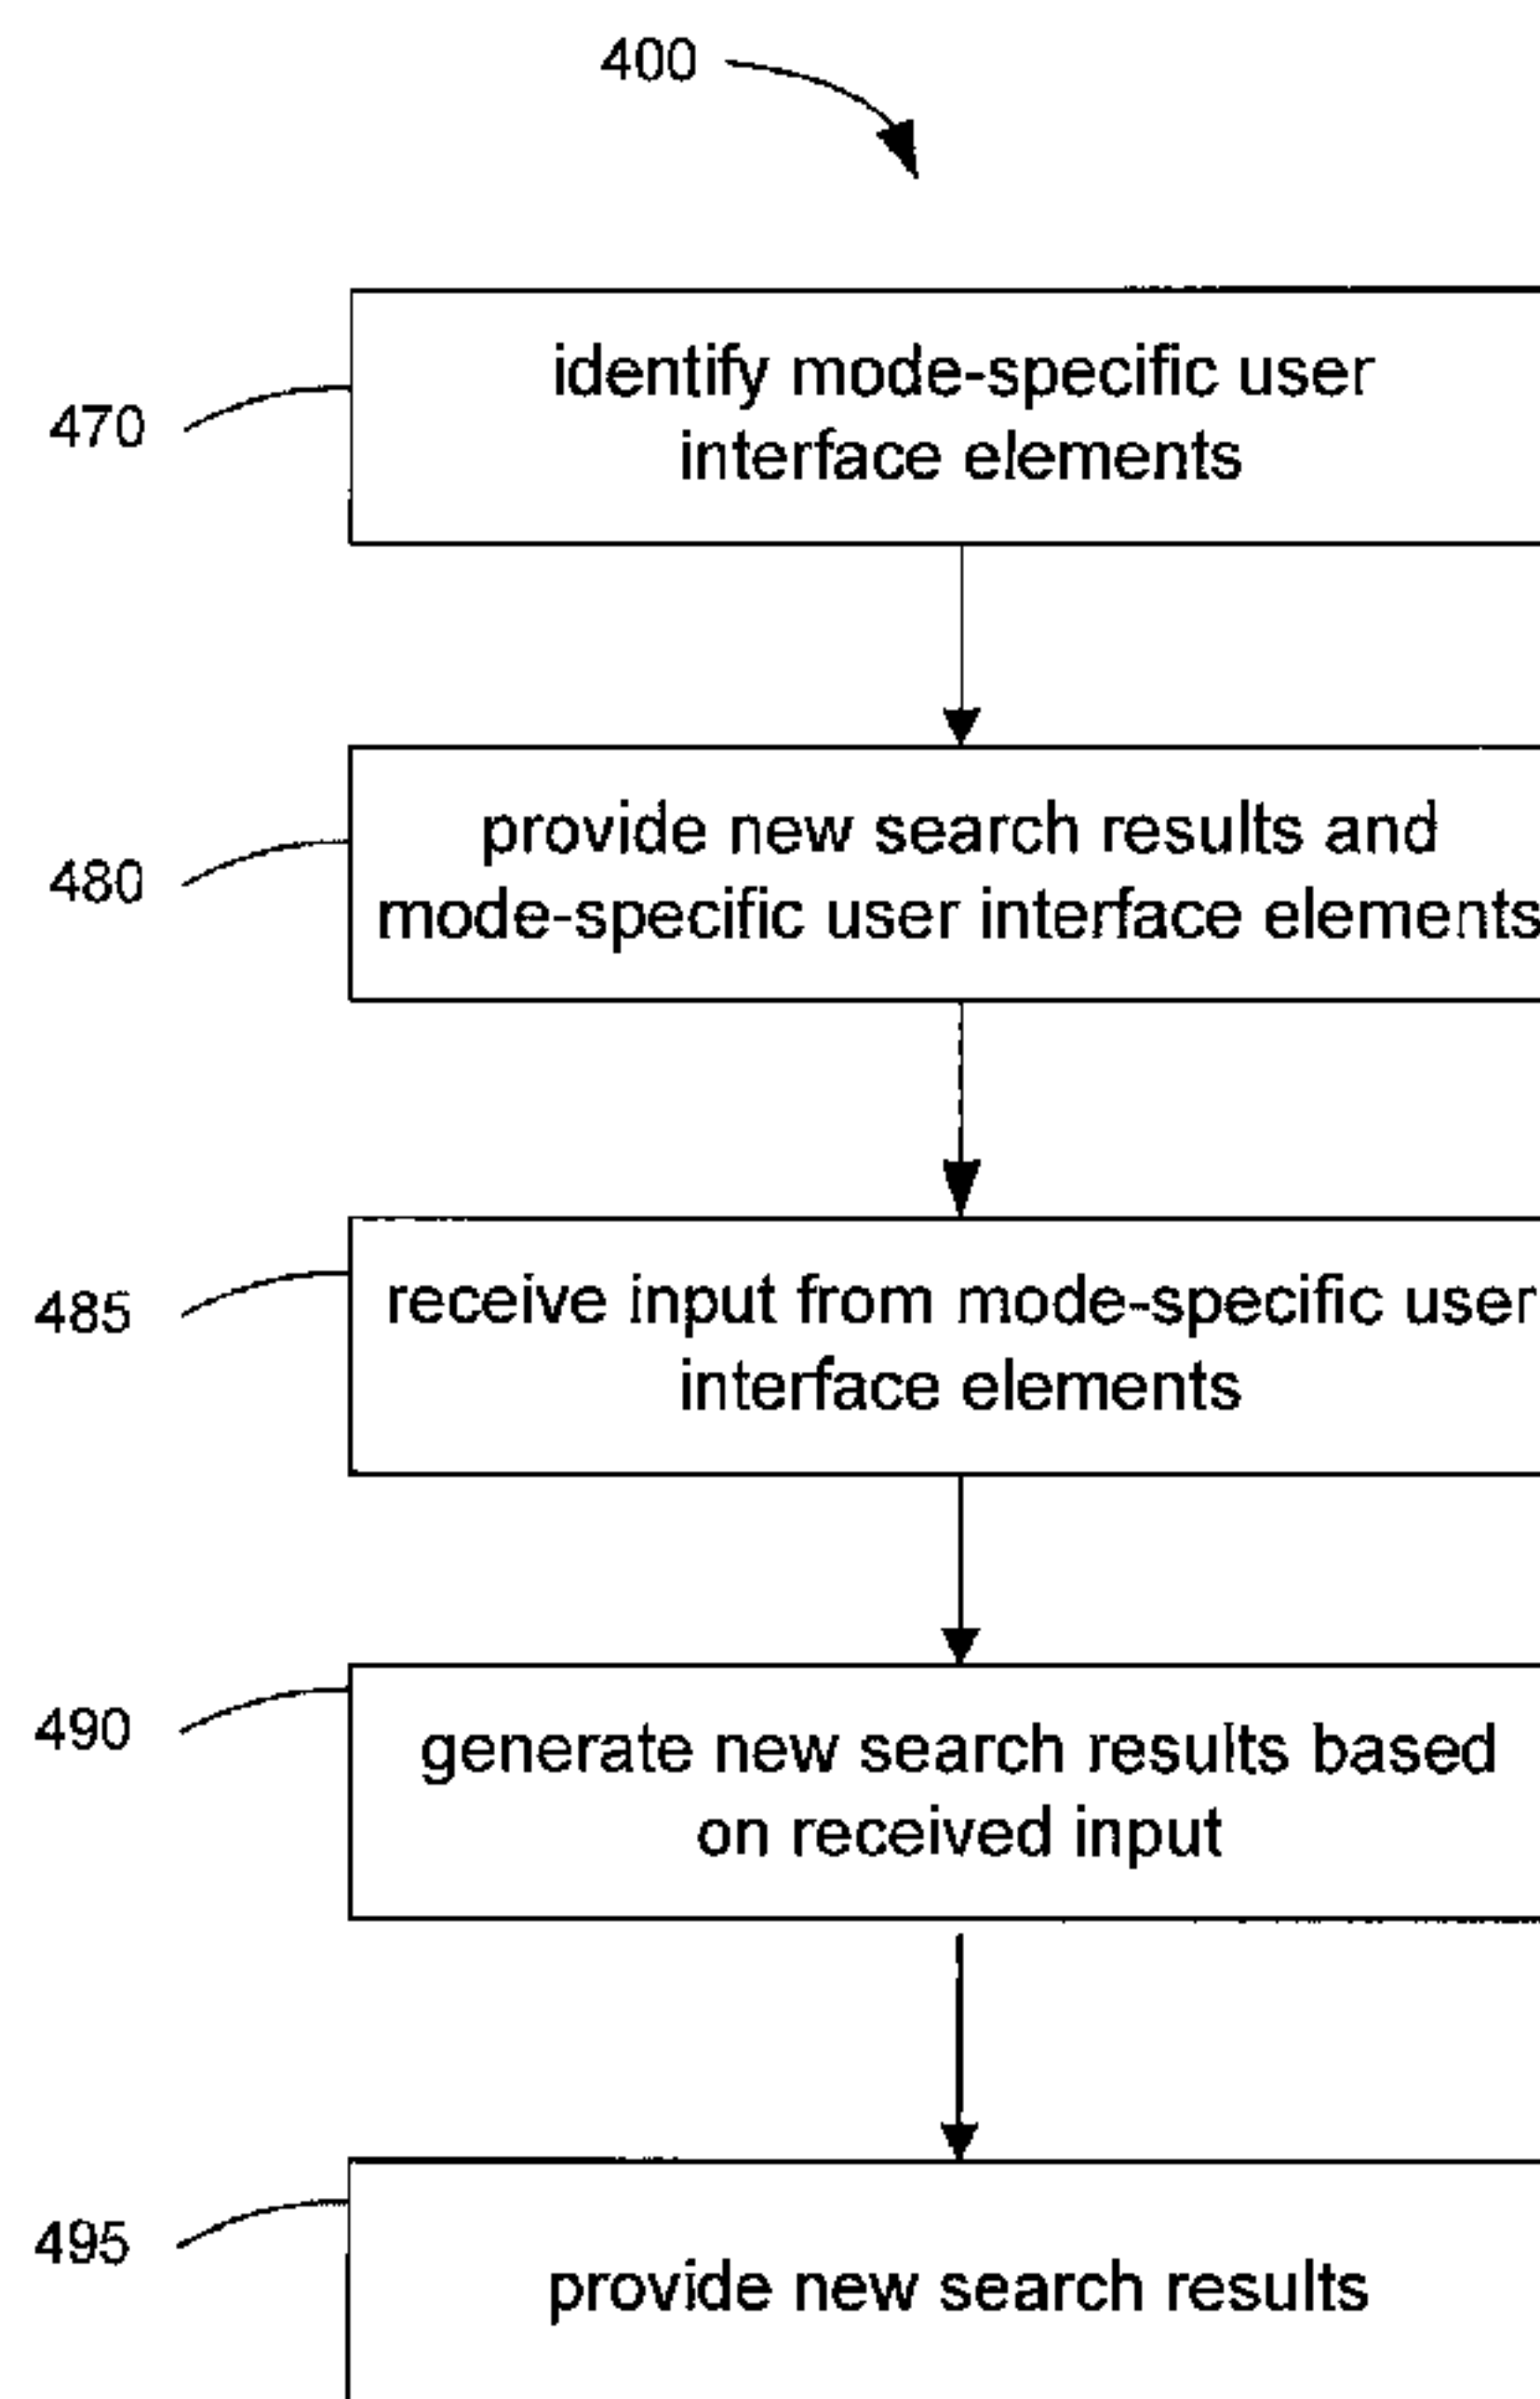 400
470
identify mode-specific user
interface elements
480
provide new search results and
mode-specific user interface elements
485
receive input from mode-specific user
interface elements
490
generate new search results based
on received input
495
provide new search results